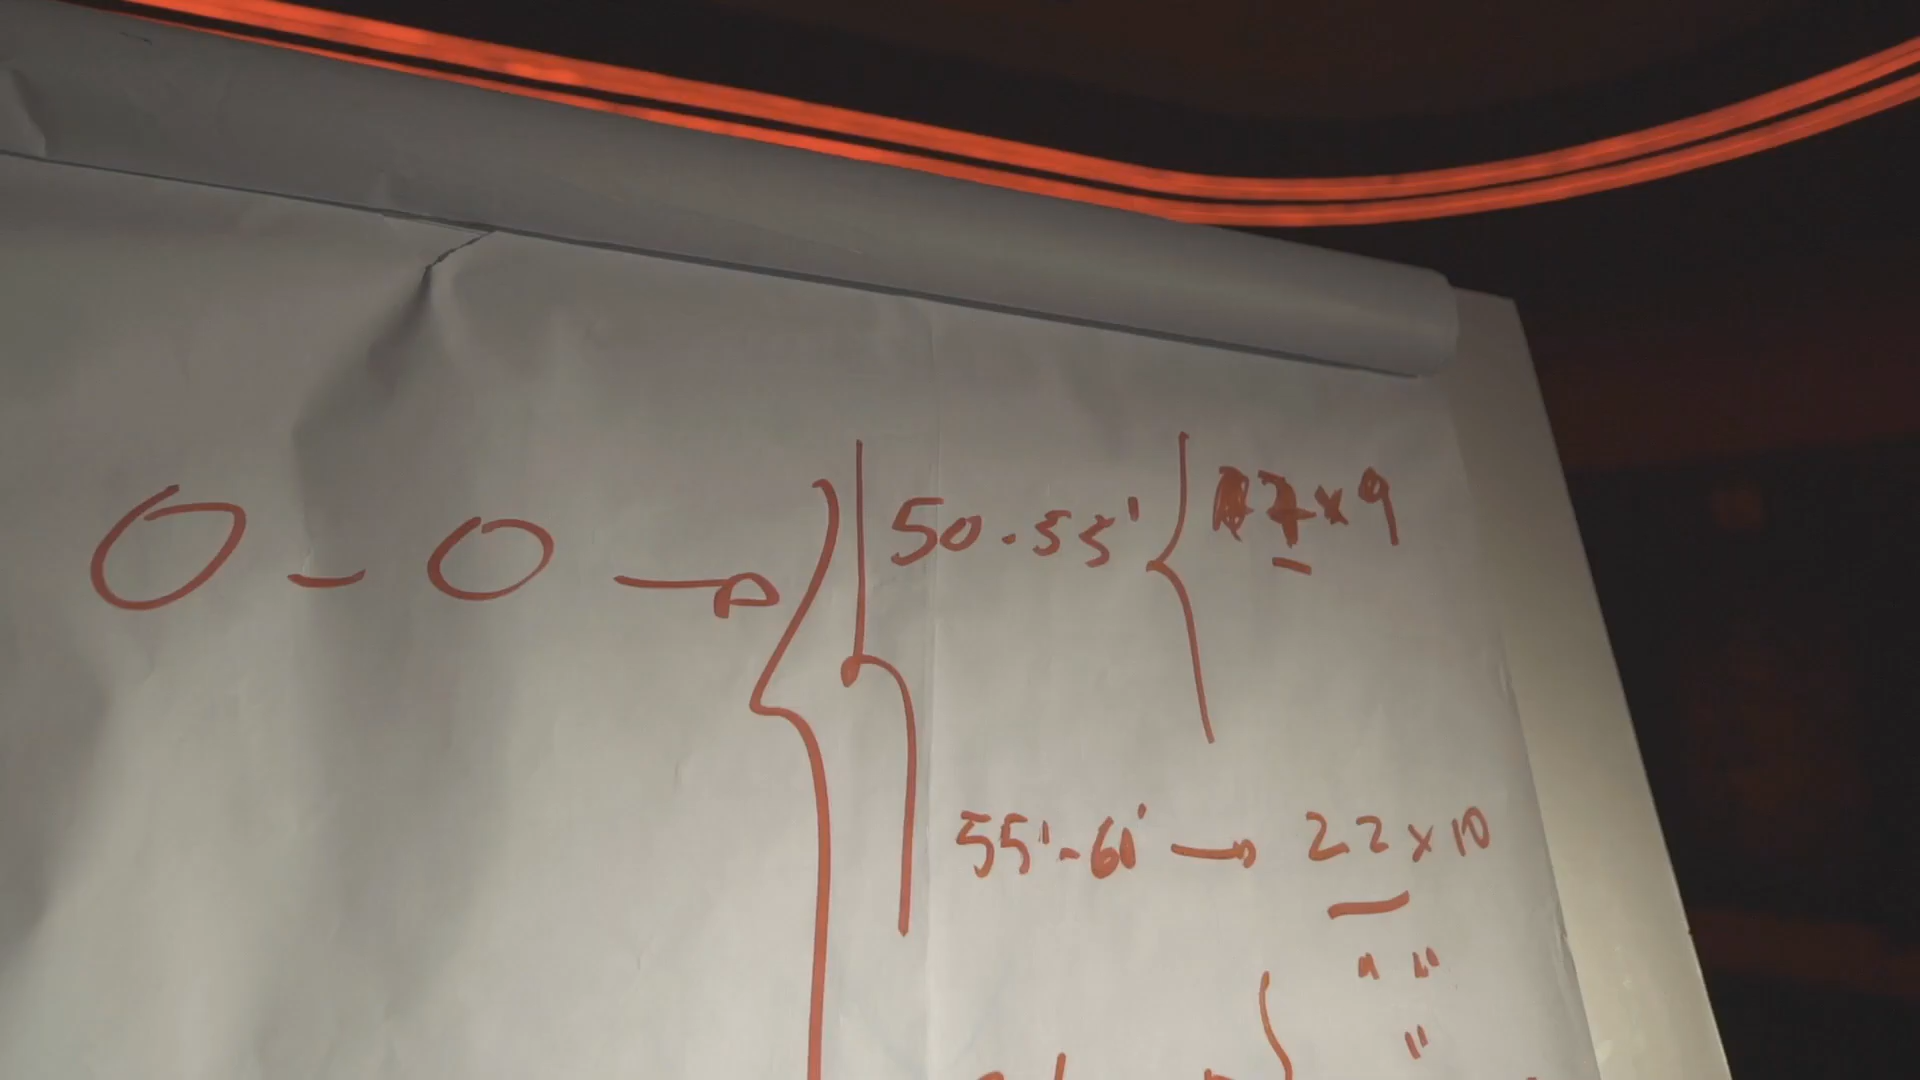 0 - 0 → 50-55' { × 9
55'-60' → 22 × 10
" "
"